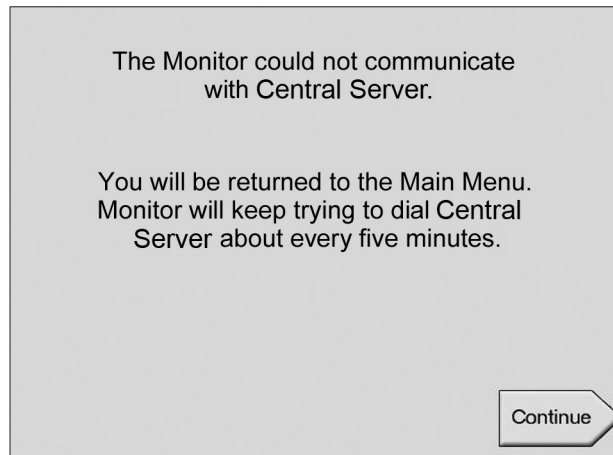 The Monitor could not communicate
with Central Server.
You will be returned to the Main Menu.
Monitor will keep trying to dial Central
Server about every five minutes.
Continue